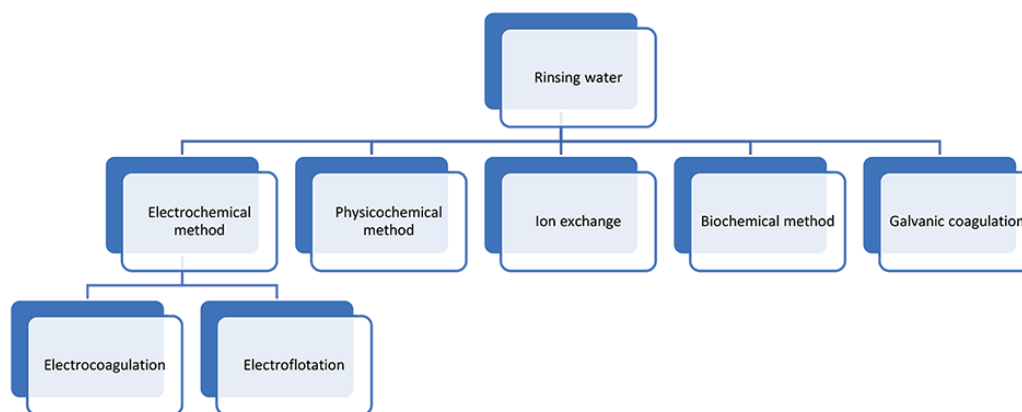 Rinsing water
Electrochemical
method
Physicochemical
method
Ion exchange
Biochemical method
Galvanic coagulation
Electrocoagulation
Electroflotation